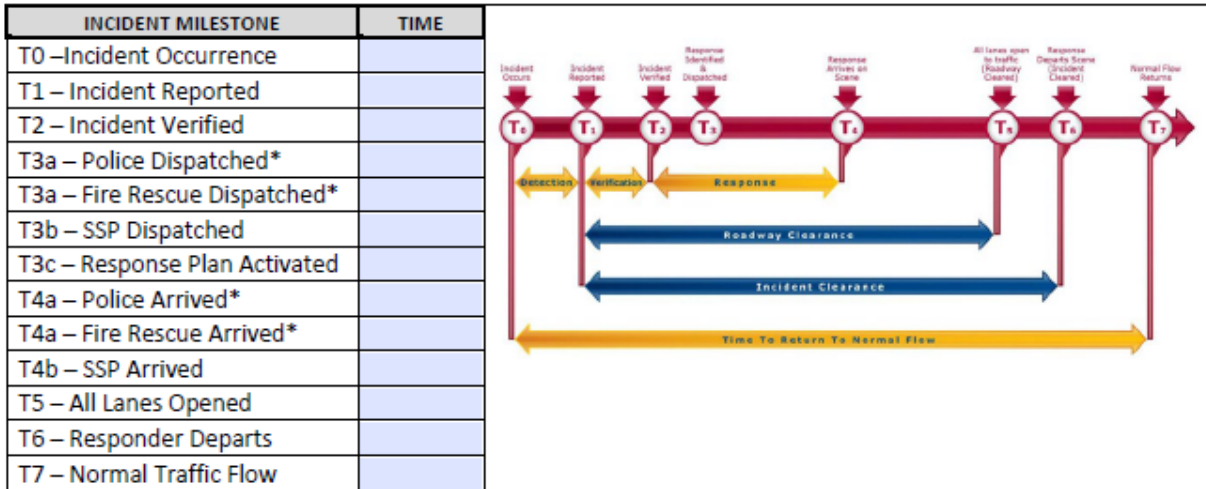 INCIDENT MILESTONE TIME
T0 –Incident Occurrence
T1 – Incident Reported
T2 – Incident Verified
T3a – Police Dispatched*
T3a – Fire Rescue Dispatched*
T3b – SSP Dispatched
T3c – Response Plan Activated
T4a – Police Arrived*
T4a – Fire Rescue Arrived*
T4b – SSP Arrived
T5 – All Lanes Opened
T6 – Responder Departs
T7 – Normal Traffic Flow
Incident
Occurs
Incident
Reported
Incident
Verified
Response
Identified
&
Dispatched
Response
Arrives on
Scene
All lanes open
to traffic
(Roadway
Cleared)
Response
Departs Scene
(Incident
Cleared)
Normal Flow
Returns
T0 T1 T2 T3 T4 T5 T6 T7
Detection Verification Response
Roadway Clearance
Incident Clearance
Time To Return To Normal Flow